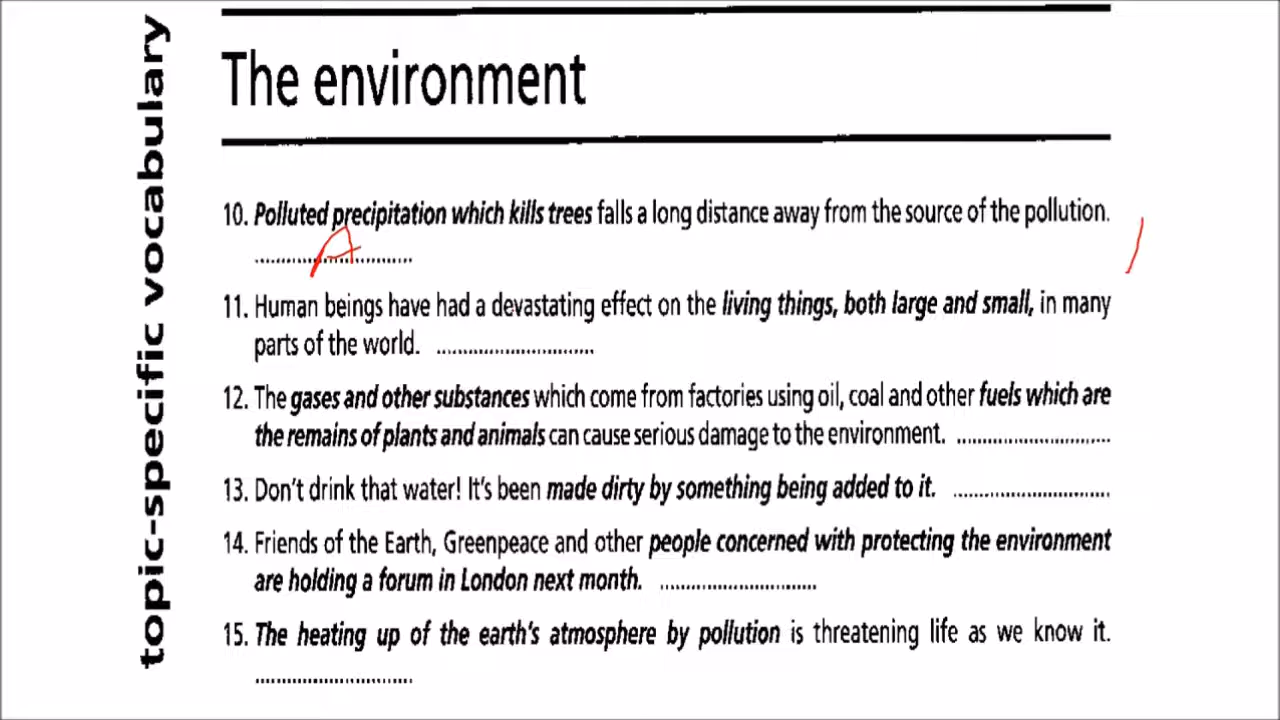 topic-specific vocabulary
The environment
10. Polluted precipitation which kills trees falls a long distance away from the source of the pollution.
A
................................
11. Human beings have had a devastating effect on the living things, both large and small, in many
parts of the world. ................................
12. The gases and other substances which come from factories using oil, coal and other fuels which are
the remains of plants and animals can cause serious damage to the environment. ................................
13. Don't drink that water! It's been made dirty by something being added to it. ................................
14. Friends of the Earth, Greenpeace and other people concerned with protecting the environment
are holding a forum in London next month. ................................
15. The heating up of the earth's atmosphere by pollution is threatening life as we know it.
................................